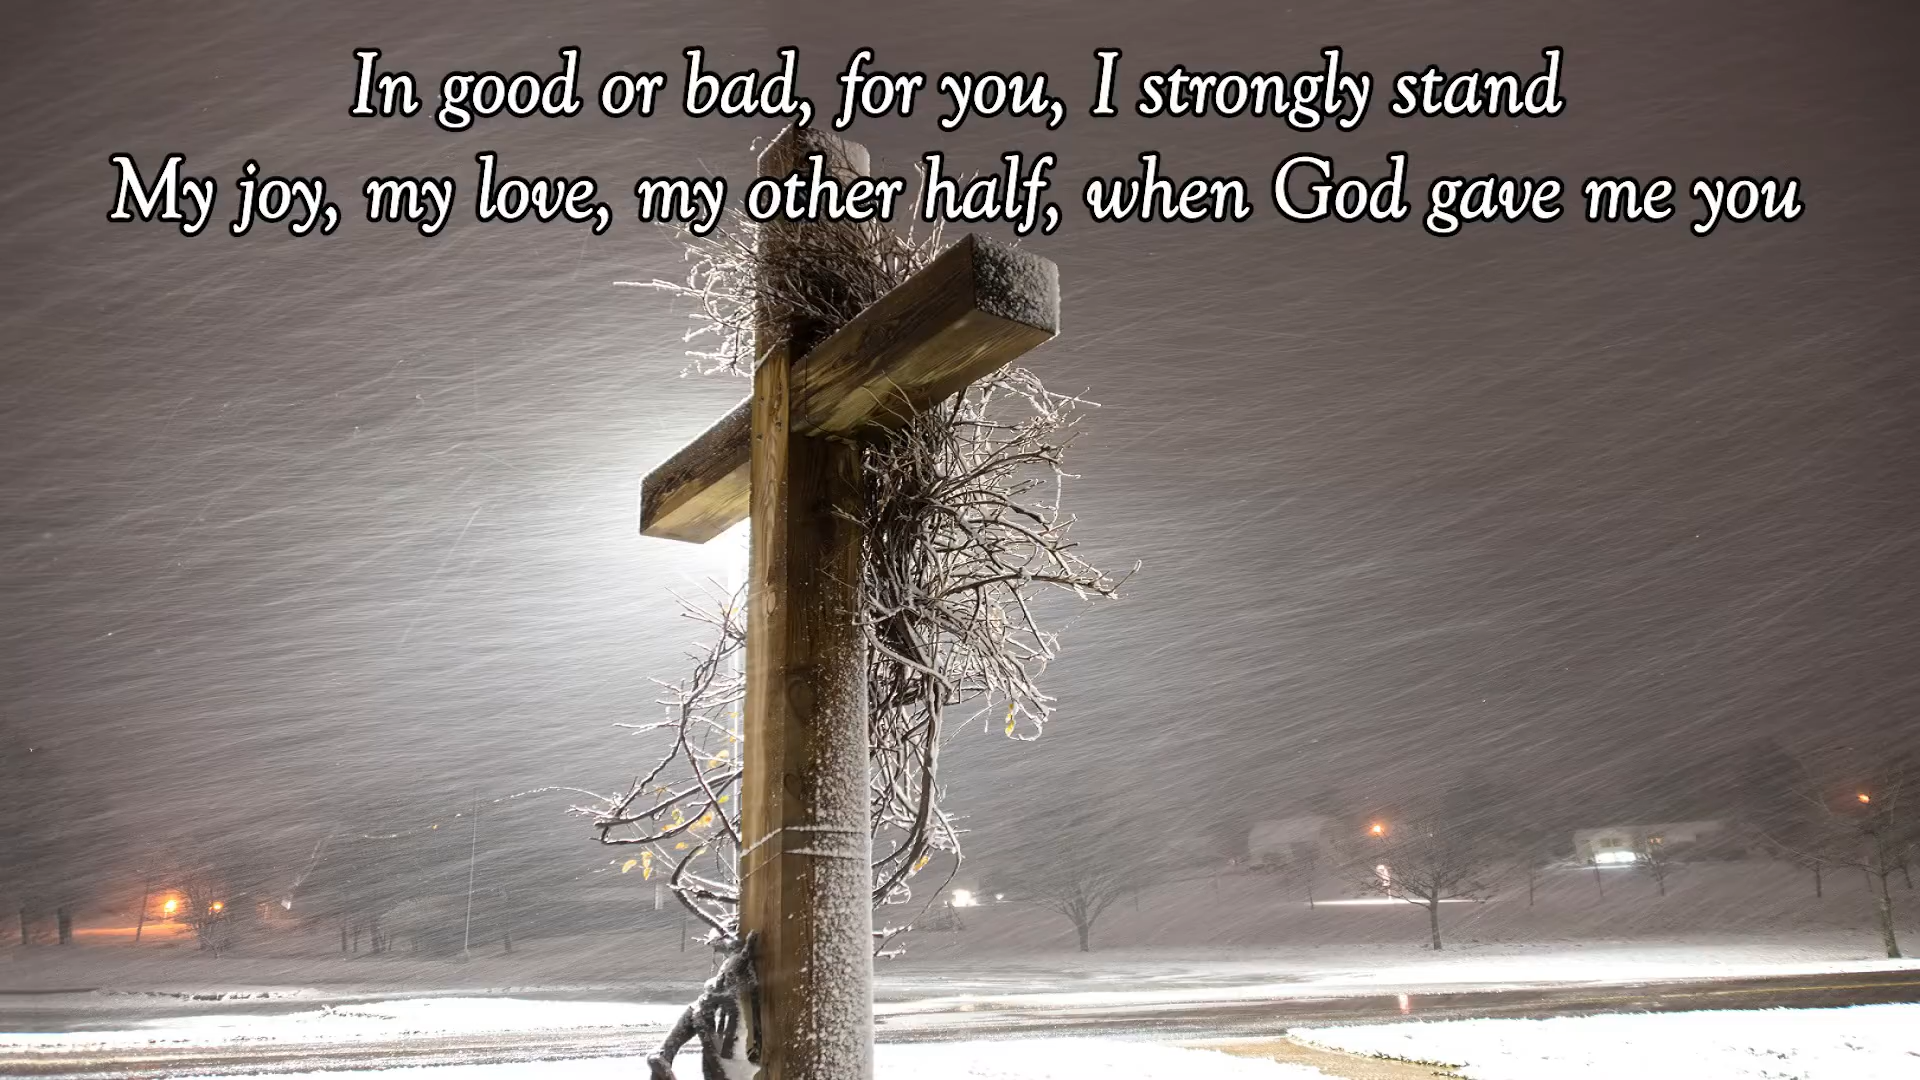 In good or bad, for you, I strongly stand
My joy, my love, my other half, when God gave me you